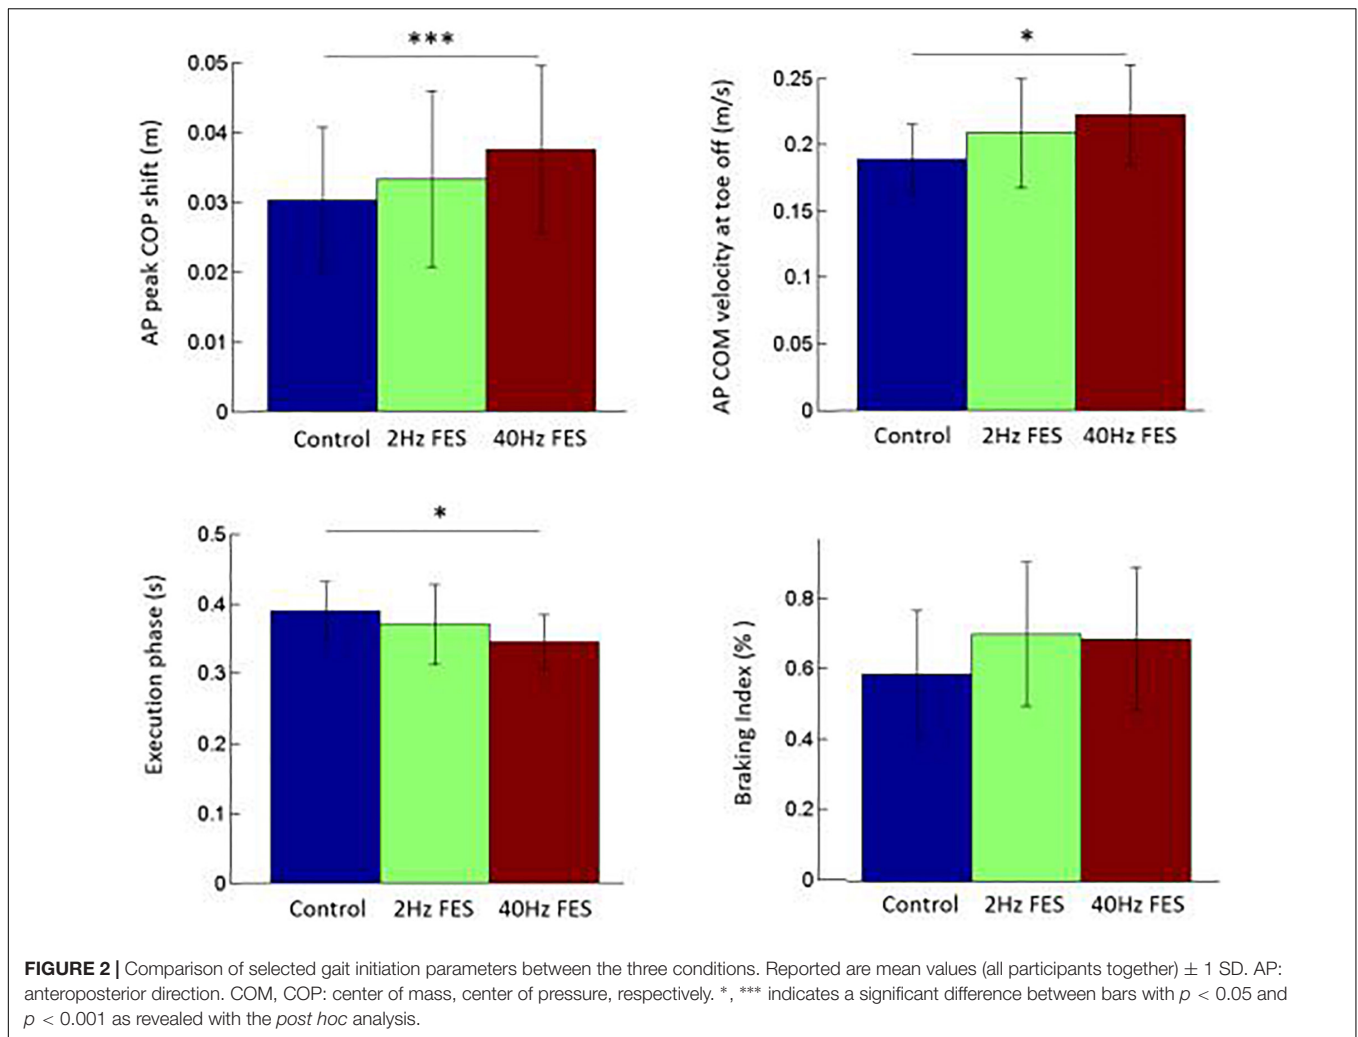 ***
0.05
0.04
0.03
0.02
0.01
0
AP peak COP shift (m)
Control 2Hz FES 40Hz FES
*
0.25
0.2
0.15
0.1
0.05
0
AP COM velocity at toe off (m/s)
Control 2Hz FES 40Hz FES
*
0.5
0.4
0.3
0.2
0.1
0
Execution phase (s)
Control 2Hz FES 40Hz FES
0.8
0.6
0.4
0.2
0
Braking Index (% )
Control 2Hz FES 40Hz FES
FIGURE 2 | Comparison of selected gait initiation parameters between the three conditions. Reported are mean values (all participants together) ± 1 SD. AP:
anteroposterior direction. COM, COP: center of mass, center of pressure, respectively. *, *** indicates a significant difference between bars with p < 0.05 and
p < 0.001 as revealed with the post hoc analysis.